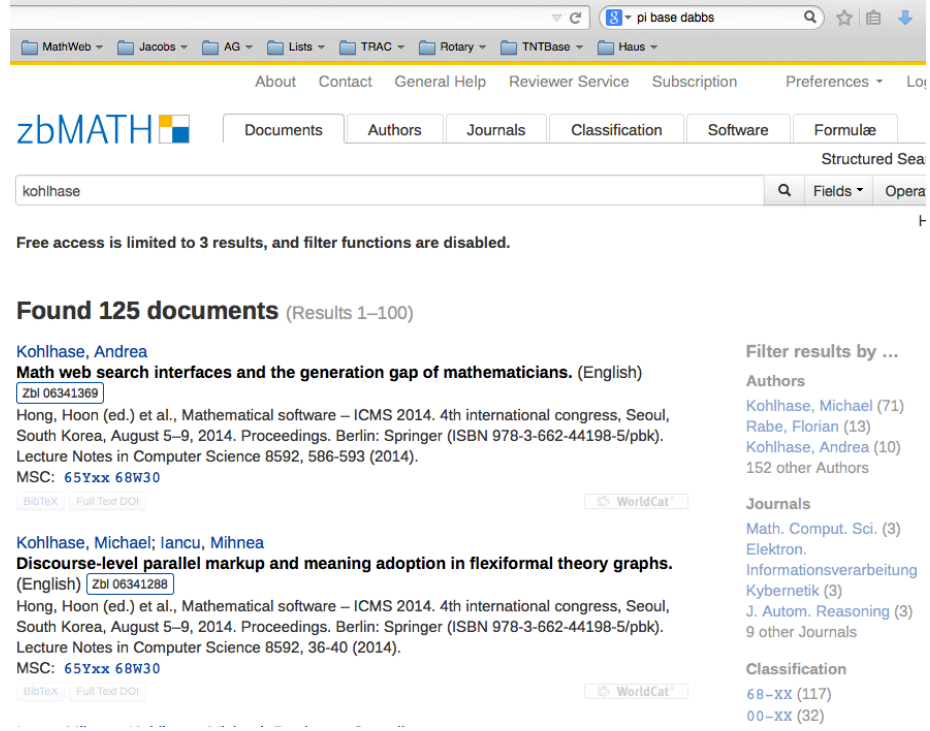 pi base dabbs
MathWeb Jacobs AG Lists TRAC Rotary TNTBase Haus
About Contact General Help Reviewer Service Subscription Preferences
zbMATH Documents Authors Journals Classification Software Formulæ
Structured
kohlhase Fields
Free access is limited to 3 results, and filter functions are disabled.
Found 125 documents (Results 1–100)
Kohlhase, Andrea
Math web search interfaces and the generation gap of mathematicians. (English)
Zbl 06341369
Hong, Hoon (ed.) et al., Mathematical software – ICMS 2014. 4th international congress, Seoul,
South Korea, August 5–9, 2014. Proceedings. Berlin: Springer (ISBN 978-3-662-44198-5/pbk).
Lecture Notes in Computer Science 8592, 586-593 (2014).
MSC: 65Yxx 68W30
BibTeX Full Text DOI WorldCat
Kohlhase, Michael; Iancu, Mihnea
Discourse-level parallel markup and meaning adoption in flexiformal theory graphs.
(English) Zbl 06341288
Hong, Hoon (ed.) et al., Mathematical software – ICMS 2014. 4th international congress, Seoul,
South Korea, August 5–9, 2014. Proceedings. Berlin: Springer (ISBN 978-3-662-44198-5/pbk).
Lecture Notes in Computer Science 8592, 36-40 (2014).
MSC: 65Yxx 68W30
BibTeX Full Text DOI WorldCat
Filter results by ...
Authors
Kohlhase, Michael (71)
Rabe, Florian (13)
Kohlhase, Andrea (10)
152 other Authors
Journals
Math. Comput. Sci. (3)
Elektron.
Informationsverarbeitung
Kybernetik (3)
J. Autom. Reasoning (3)
9 other Journals
Classification
68-XX (117)
00-XX (32)